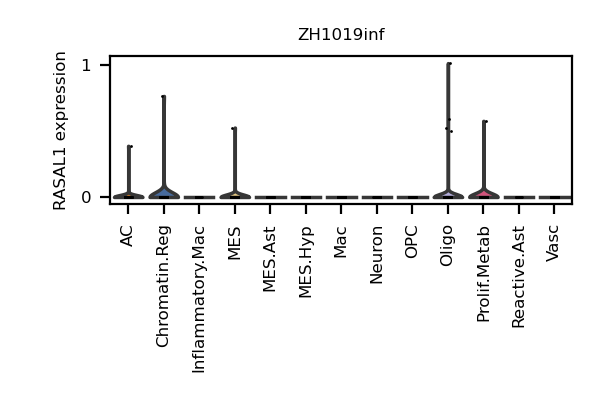 ZH1019inf
RASAL1 expression
1
0
AC
Chromatin.Reg
Inflammatory.Mac
MES
MES.Ast
MES.Hyp
Mac
Neuron
OPC
Oligo
Prolif.Metab
Reactive.Ast
Vasc